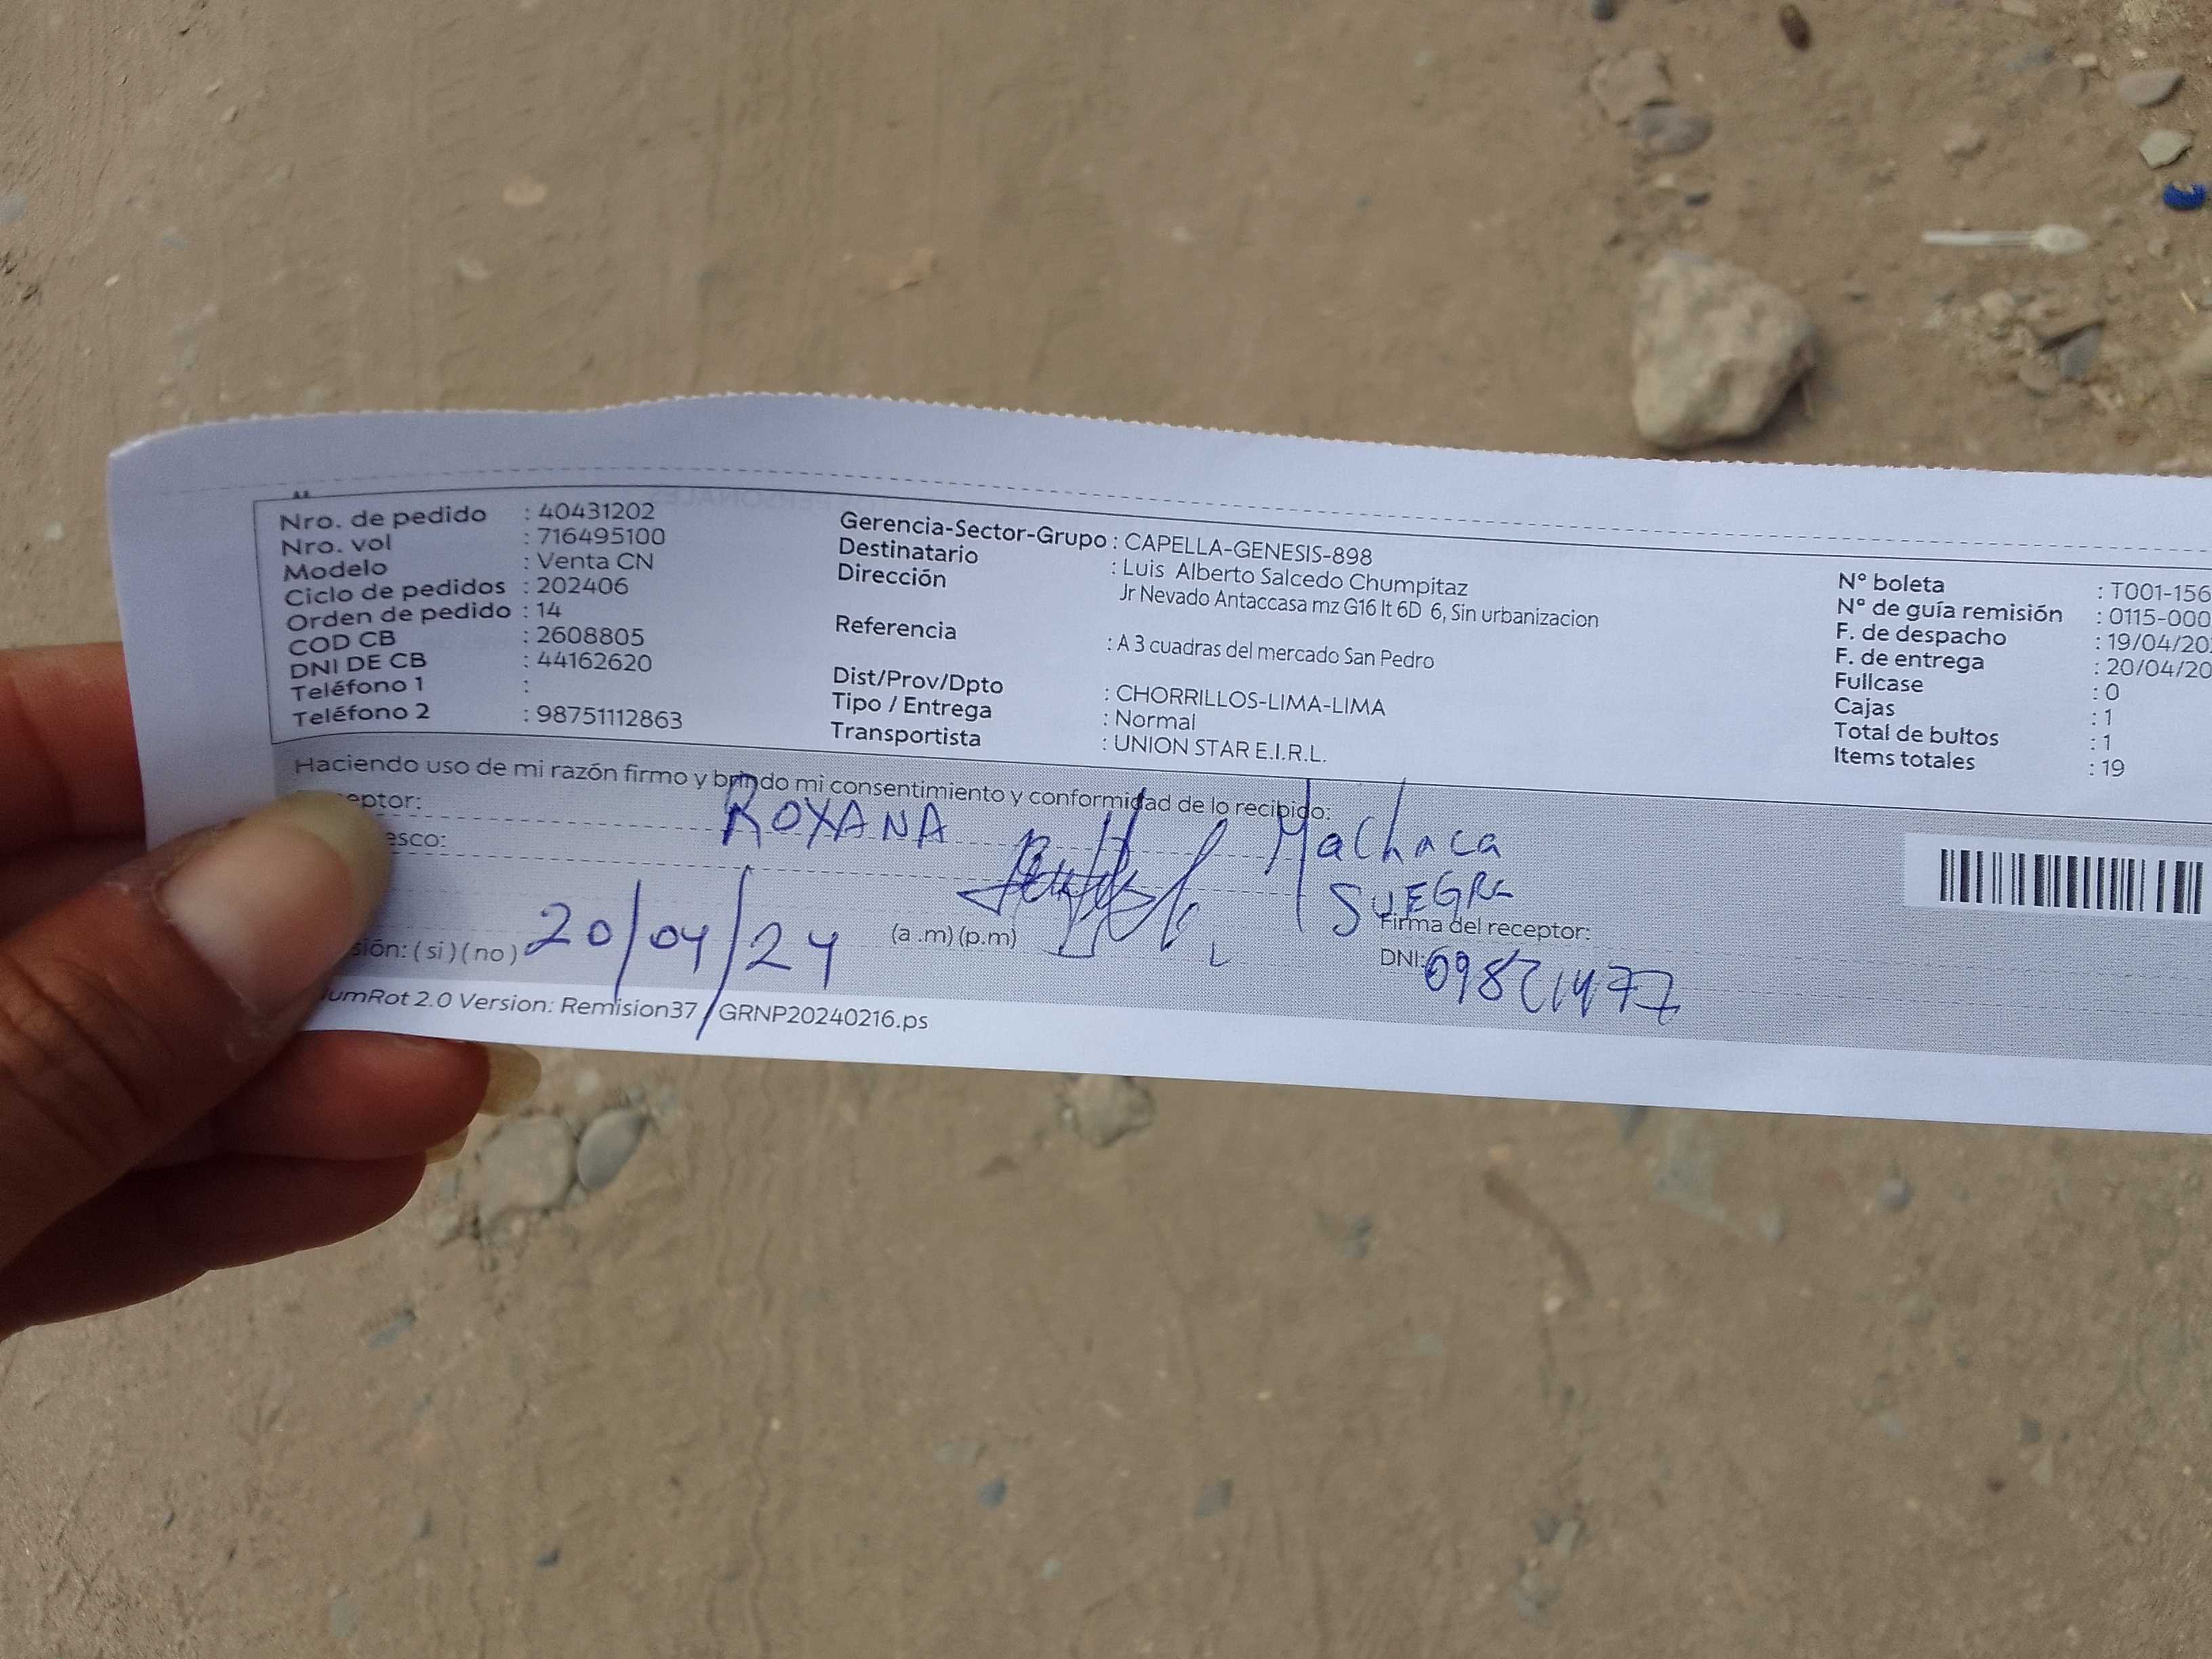 Nro. de pedido : 40431202
Nro. vol : 716495100
Modelo : Venta CN
Ciclo de pedidos : 202406
Orden de pedido : 14
COD CB : 2608805
DNI DE CB : 44162620
Teléfono 1 :
Teléfono 2 : 98751112863
Gerencia-Sector-Grupo : CAPELLA-GENESIS-898
Destinatario : Luis Alberto Salcedo Chumpitaz
Dirección Jr Nevado Antaccasa mz G16 lt 6D 6, Sin urbanizacion
Referencia : A 3 cuadras del mercado San Pedro
Dist/Prov/Dpto : CHORRILLOS-LIMA-LIMA
Tipo / Entrega : Normal
Transportista : UNION STAR E.I.R.L.
N° boleta : T001-156
N° de guía remisión : 0115-000
F. de despacho : 19/04/20
F. de entrega : 20/04/20
Fullcase : 0
Cajas : 1
Total de bultos : 1
Items totales : 19
Haciendo uso de mi razón firmo y brindo mi consentimiento y conformidad de lo recibido:
eptor: ROXANA Machaca
esco: SUEGRA
Firma del receptor:
sión: ( si ) ( no ) 20/04/24 (a .m) (p.m)
DNI:
umRot 2.0 Version: Remision37 GRNP20240216.ps